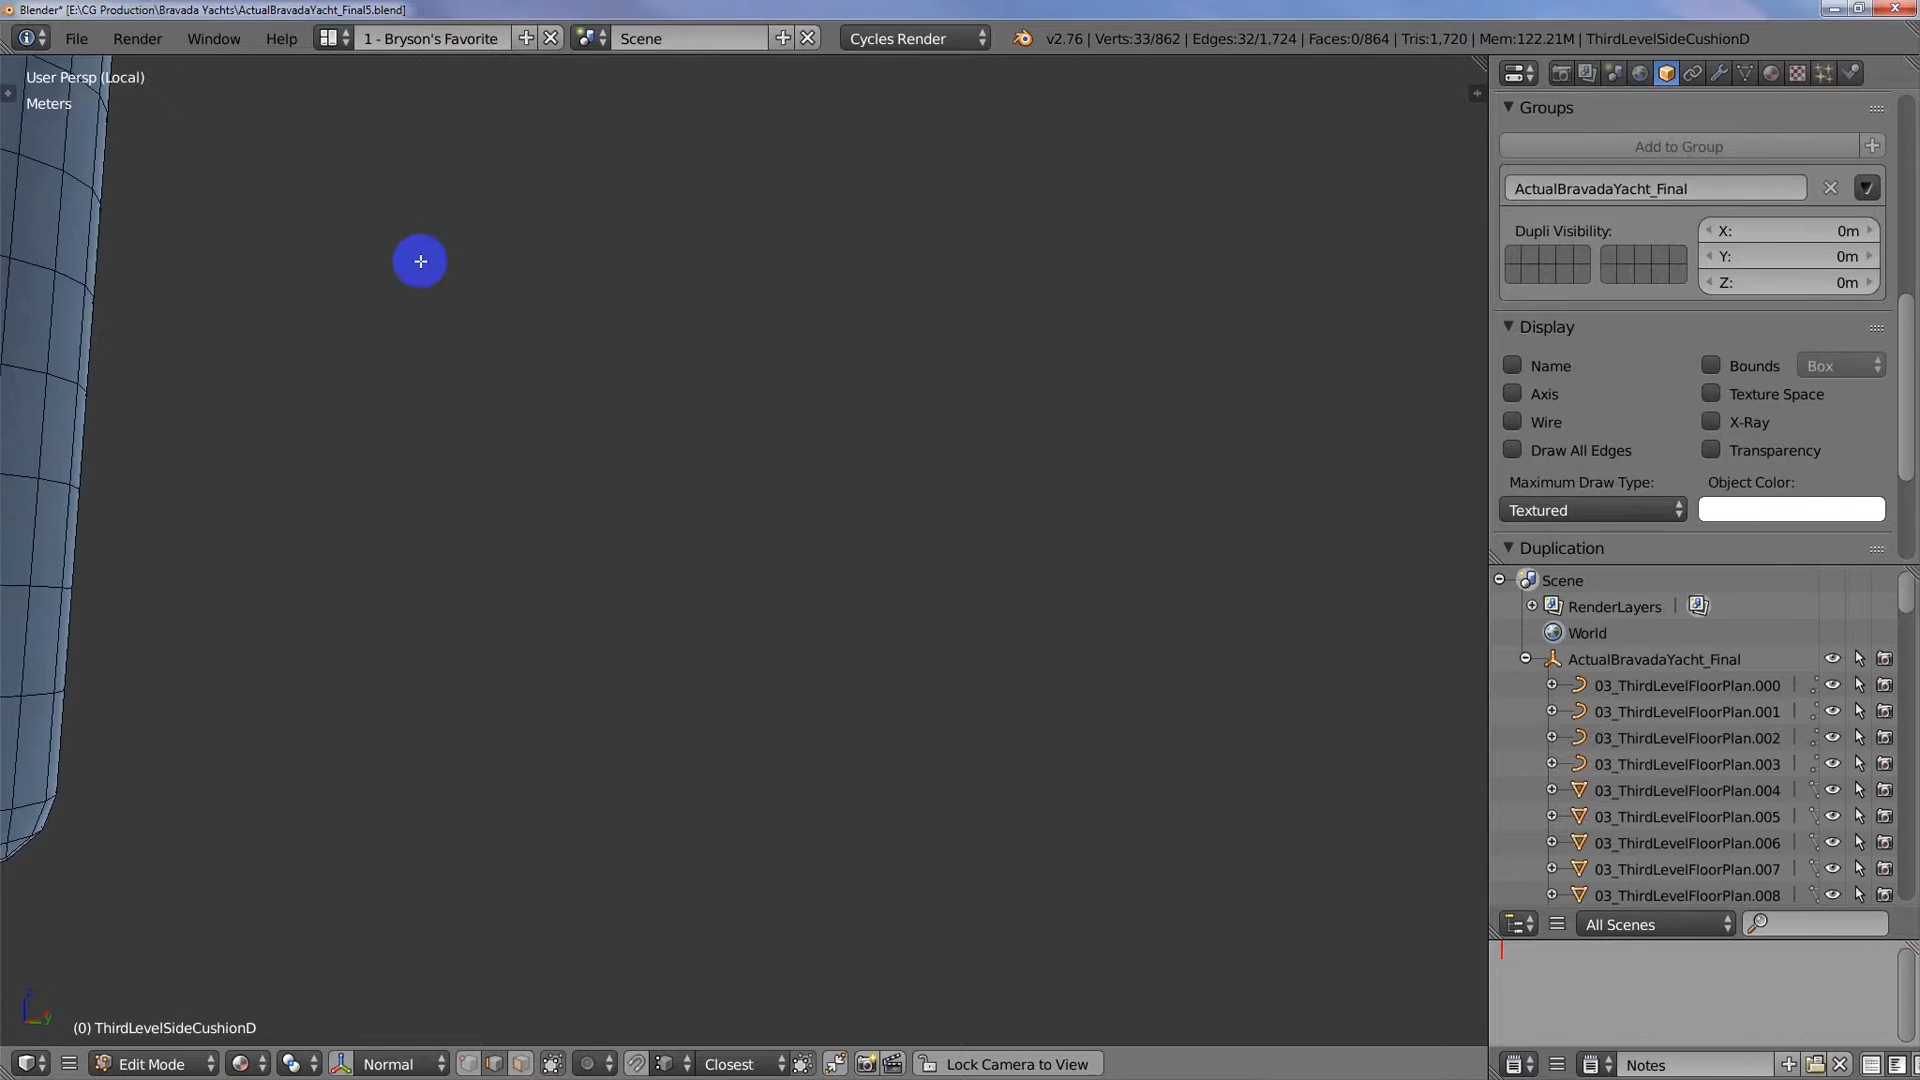 Blender* [E:\CG Production\Bravada Yachts\ActualBravadaYacht_Final5.blend]
File Render Window Help 1 - Bryson's Favorite Scene Cycles Render v2.76 | Verts:33/862 | Edges:32/1,724 | Faces:0/864 | Tris:1,720 | Mem:122.21M | ThirdLevelSideCushionD
User Persp (Local)
Meters
Groups
Add to Group
ActualBravadaYacht_Final
Dupli Visibility:
X: 0m
Y: 0m
Z: 0m
Display
Name Bounds Box
Axis Texture Space
Wire X-Ray
Draw All Edges Transparency
Maximum Draw Type: Object Color:
Textured
Duplication
Scene
RenderLayers
World
ActualBravadaYacht_Final
03_ThirdLevelFloorPlan.000
03_ThirdLevelFloorPlan.001
03_ThirdLevelFloorPlan.002
03_ThirdLevelFloorPlan.003
03_ThirdLevelFloorPlan.004
03_ThirdLevelFloorPlan.005
03_ThirdLevelFloorPlan.006
03_ThirdLevelFloorPlan.007
03_ThirdLevelFloorPlan.008
All Scenes
z
y
(0) ThirdLevelSideCushionD
Edit Mode Normal Closest Lock Camera to View
Notes